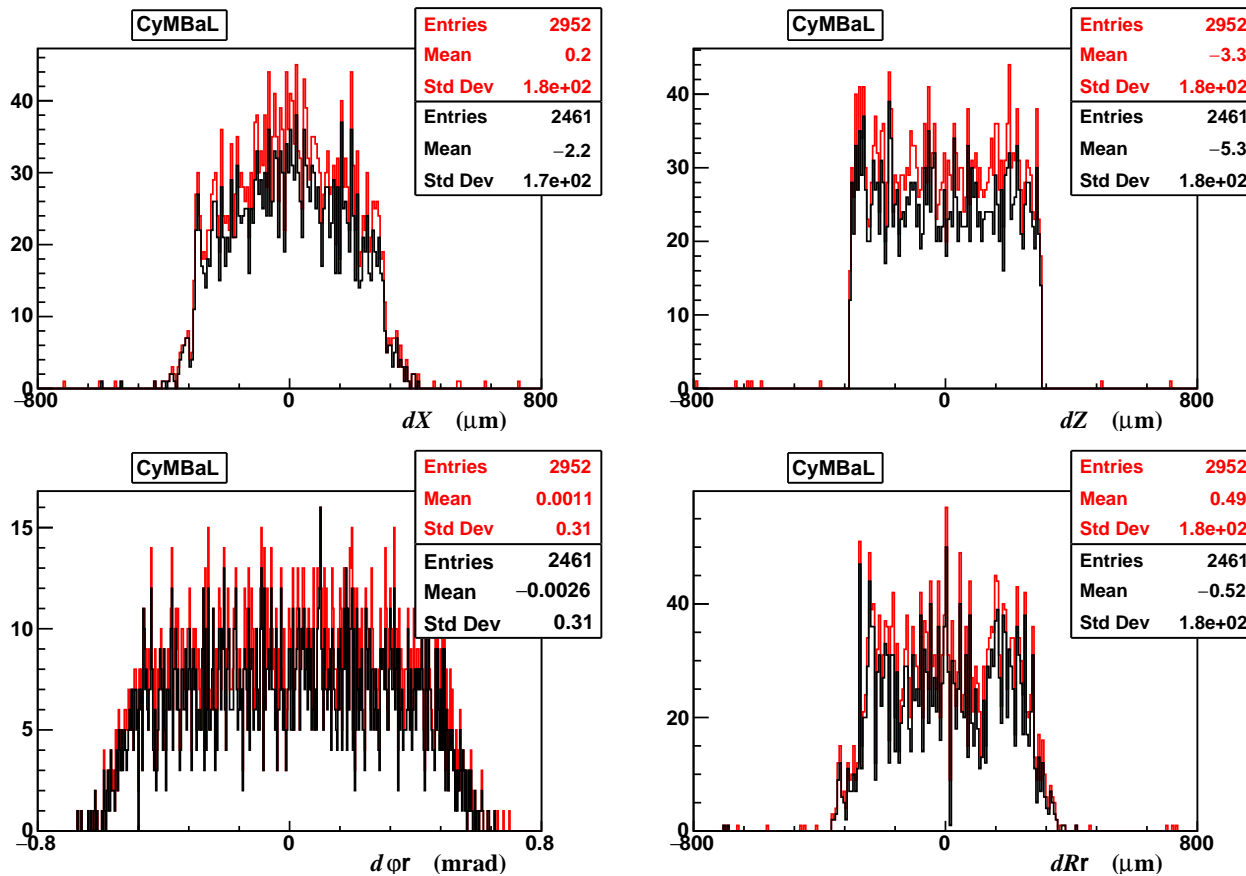 CyMBaL
Entries 2952
Mean 0.2
Std Dev 1.8e+02
Entries 2461
Mean −2.2
Std Dev 1.7e+02
40
30
20
10
0
−800 0 800
dX (μm)
CyMBaL
Entries 2952
Mean −3.3
Std Dev 1.8e+02
Entries 2461
Mean −5.3
Std Dev 1.8e+02
40
30
20
10
0
−800 0 800
dZ (μm)
CyMBaL
Entries 2952
Mean 0.0011
Std Dev 0.31
Entries 2461
Mean −0.0026
Std Dev 0.31
15
10
5
0
−0.8 0 0.8
dφr (mrad)
CyMBaL
Entries 2952
Mean 0.49
Std Dev 1.8e+02
Entries 2461
Mean −0.52
Std Dev 1.8e+02
40
20
0
−800 0 800
dRr (μm)